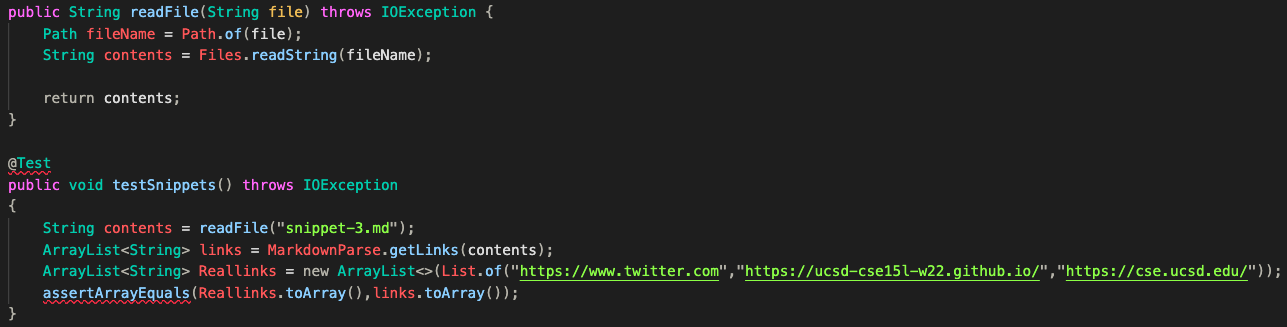 public String readFile(String file) throws IOException {
    Path fileName = Path.of(file);
    String contents = Files.readString(fileName);

    return contents;
}

@Test
public void testSnippets() throws IOException
{
    String contents = readFile("snippet-3.md");
    ArrayList<String> links = MarkdownParse.getLinks(contents);
    ArrayList<String> Reallinks = new ArrayList<>(List.of("https://www.twitter.com","https://ucsd-cse15l-w22.github.io/","https://cse.ucsd.edu/"));
    assertArrayEquals(Reallinks.toArray(),links.toArray());
}